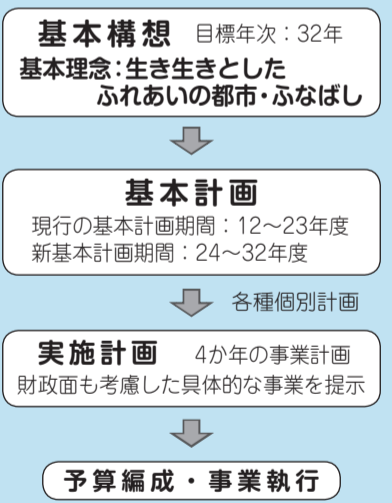 基本構想 目標年次：32年
基本理念：生き生きとした
ふれあいの都市・ふなばし
基本計画
現行の基本計画期間：12～23年度
新基本計画期間：24～32年度
各種個別計画
実施計画 4か年の事業計画
財政面も考慮した具体的な事業を提示
予算編成・事業執行